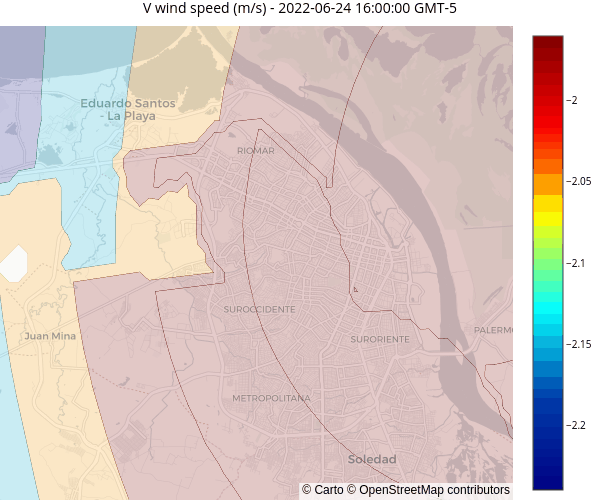 V wind speed (m/s) - 2022-06-24 16:00:00 GMT-5
Eduardo Santos
- La Playa
RIOMAR
SUROCCIDENTE
SURORIENTE
PALERMO
Juan Mina
METROPOLITANA
Soledad
−2
−2.05
−2.1
−2.15
−2.2
© Carto © OpenStreetMap contributors